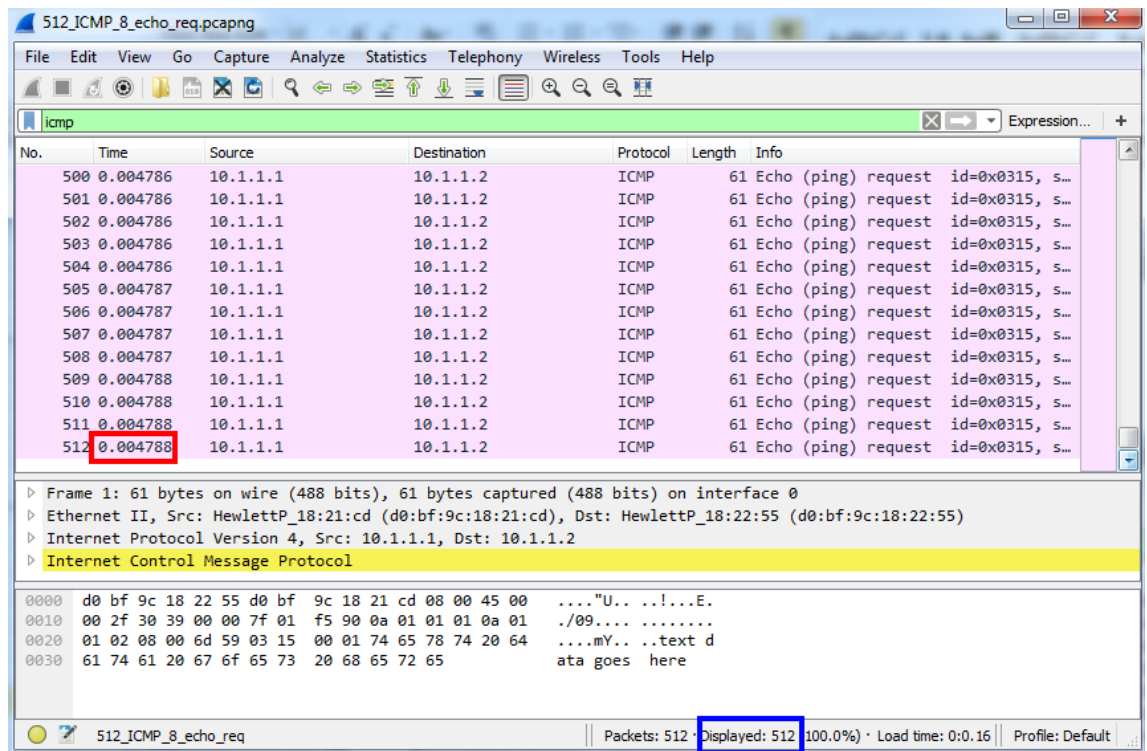 512_ICMP_8_echo_req.pcapng
File Edit View Go Capture Analyze Statistics Telephony Wireless Tools Help
icmp Expression... +
No. Time Source Destination Protocol Length Info
500 0.004786 10.1.1.1 10.1.1.2 ICMP 61 Echo (ping) request id=0x0315, s…
501 0.004786 10.1.1.1 10.1.1.2 ICMP 61 Echo (ping) request id=0x0315, s…
502 0.004786 10.1.1.1 10.1.1.2 ICMP 61 Echo (ping) request id=0x0315, s…
503 0.004786 10.1.1.1 10.1.1.2 ICMP 61 Echo (ping) request id=0x0315, s…
504 0.004786 10.1.1.1 10.1.1.2 ICMP 61 Echo (ping) request id=0x0315, s…
505 0.004787 10.1.1.1 10.1.1.2 ICMP 61 Echo (ping) request id=0x0315, s…
506 0.004787 10.1.1.1 10.1.1.2 ICMP 61 Echo (ping) request id=0x0315, s…
507 0.004787 10.1.1.1 10.1.1.2 ICMP 61 Echo (ping) request id=0x0315, s…
508 0.004787 10.1.1.1 10.1.1.2 ICMP 61 Echo (ping) request id=0x0315, s…
509 0.004788 10.1.1.1 10.1.1.2 ICMP 61 Echo (ping) request id=0x0315, s…
510 0.004788 10.1.1.1 10.1.1.2 ICMP 61 Echo (ping) request id=0x0315, s…
511 0.004788 10.1.1.1 10.1.1.2 ICMP 61 Echo (ping) request id=0x0315, s…
512 0.004788 10.1.1.1 10.1.1.2 ICMP 61 Echo (ping) request id=0x0315, s…
Frame 1: 61 bytes on wire (488 bits), 61 bytes captured (488 bits) on interface 0
Ethernet II, Src: HewlettP_18:21:cd (d0:bf:9c:18:21:cd), Dst: HewlettP_18:22:55 (d0:bf:9c:18:22:55)
Internet Protocol Version 4, Src: 10.1.1.1, Dst: 10.1.1.2
Internet Control Message Protocol
0000 d0 bf 9c 18 22 55 d0 bf 9c 18 21 cd 08 00 45 00 ...."U.. ..!...E.
0010 00 2f 30 39 00 00 7f 01 f5 90 0a 01 01 01 0a 01 ./09.... ........
0020 01 02 08 00 6d 59 03 15 00 01 74 65 78 74 20 64 ....mY.. ..text d
0030 61 74 61 20 67 6f 65 73 20 68 65 72 65 ata goes here
512_ICMP_8_echo_req Packets: 512 · Displayed: 512 (100.0%) · Load time: 0:0.16 Profile: Default